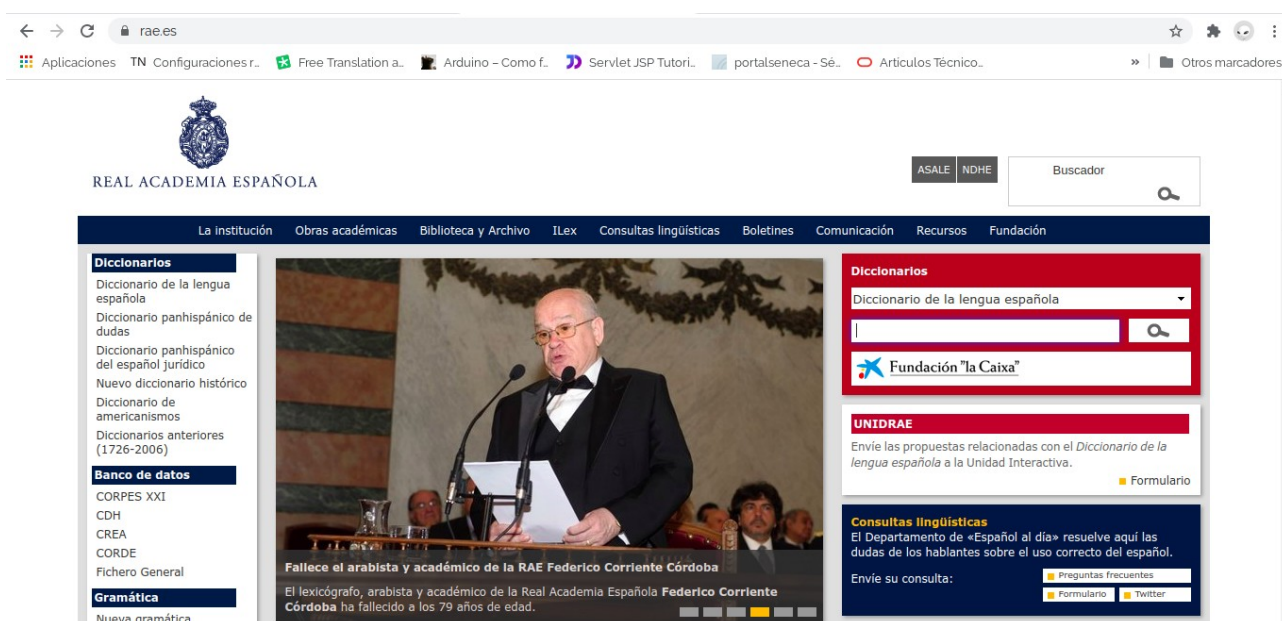 rae.es
Aplicaciones TN Configuraciones r... Free Translation a... Arduino – Como f... Servlet JSP Tutori... portalseneca - Sé... Articulos Técnico... » Otros marcadores
REAL ACADEMIA ESPAÑOLA
ASALE NDHE Buscador
La institución Obras académicas Biblioteca y Archivo ILex Consultas lingüísticas Boletines Comunicación Recursos Fundación
Diccionarios
Diccionario de la lengua
española
Diccionario panhispánico de
dudas
Diccionario panhispánico
del español jurídico
Nuevo diccionario histórico
Diccionario de
americanismos
Diccionarios anteriores
(1726-2006)
Banco de datos
CORPES XXI
CDH
CREA
CORDE
Fichero General
Gramática
Nueva gramática
Fallece el arabista y académico de la RAE Federico Corriente Córdoba
El lexicógrafo, arabista y académico de la Real Academia Española Federico Corriente
Córdoba ha fallecido a los 79 años de edad.
Diccionarios
Diccionario de la lengua española
Fundación "la Caixa"
UNIDRAE
Envíe las propuestas relacionadas con el Diccionario de la
lengua española a la Unidad Interactiva.
Formulario
Consultas lingüísticas
El Departamento de «Español al día» resuelve aquí las
dudas de los hablantes sobre el uso correcto del español.
Envíe su consulta: Preguntas frecuentes
Formulario Twitter